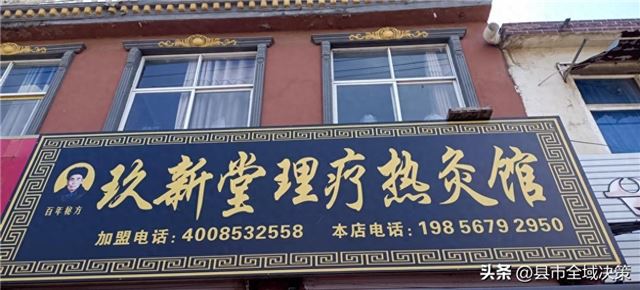 玖新堂理疗热灸馆
百年秘方
加盟电话：4008532558 本店电话：198 5679 2950
头条 @县市全域决策